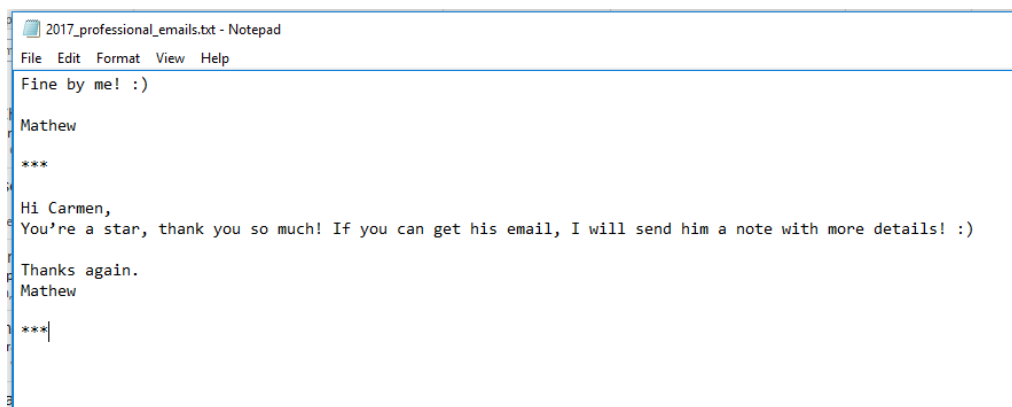 2017_professional_emails.txt - Notepad
File Edit Format View Help
Fine by me! :)
Mathew
***
Hi Carmen,
You’re a star, thank you so much! If you can get his email, I will send him a note with more details! :)
Thanks again.
Mathew
***